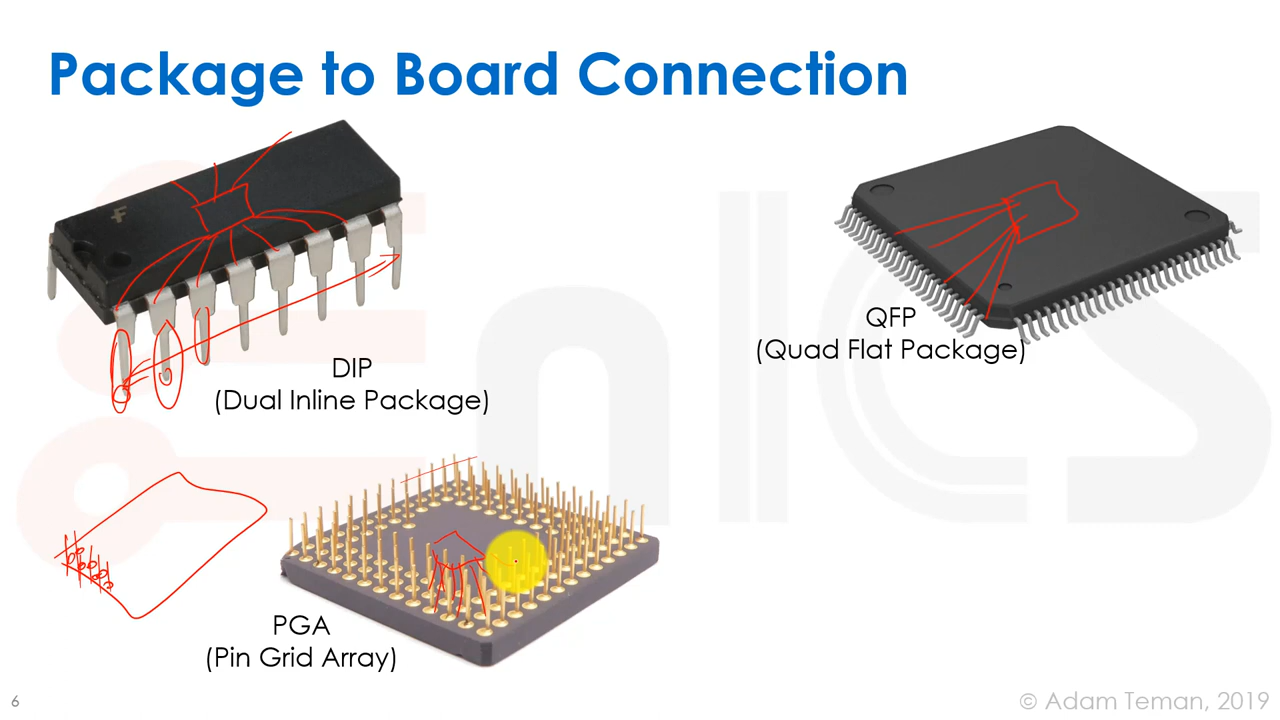 Package to Board Connection
F
DIP
(Dual Inline Package)
QFP
(Quad Flat Package)
PGA
(Pin Grid Array)
6
© Adam Teman, 2019